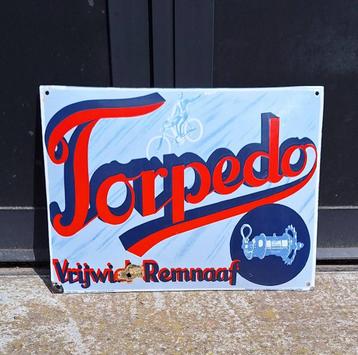 Torpedo
Vrijwiel Remnaaf